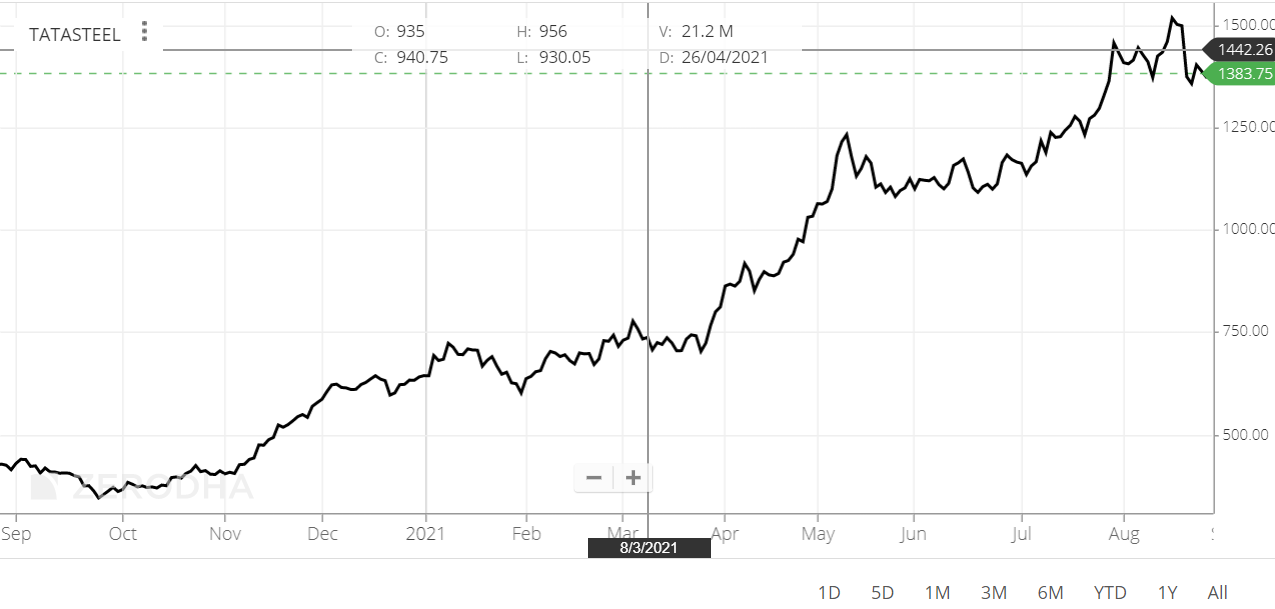 TATASTEEL
O: 935 H: 956 V: 21.2 M
C: 940.75 L: 930.05 D: 26/04/2021
1500.00
1442.26
1383.75
1250.00
1000.00
750.00
500.00
ZERODHA
Sep Oct Nov Dec 2021 Feb Mar Apr May Jun Jul Aug
8/3/2021
1D 5D 1M 3M 6M YTD 1Y All